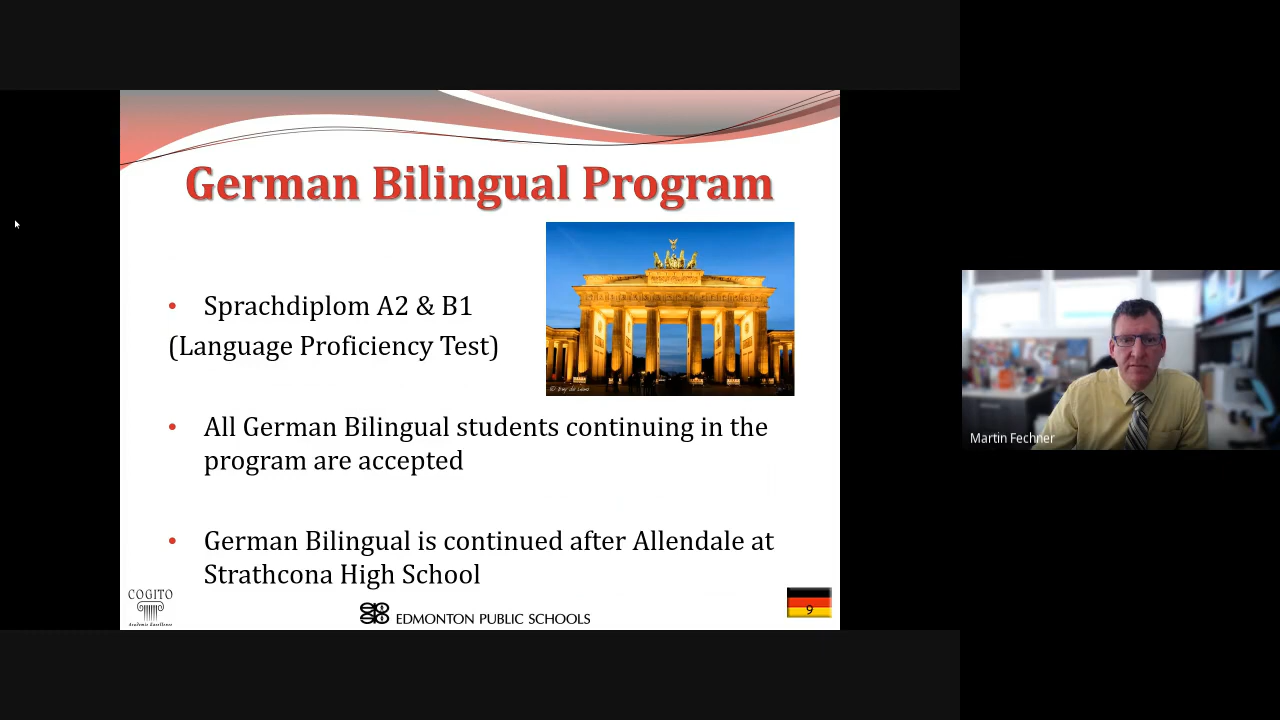 German Bilingual Program
• Sprachdiplom A2 & B1
(Language Proficiency Test)
• All German Bilingual students continuing in the
program are accepted
• German Bilingual is continued after Allendale at
Strathcona High School
COGITO
Academic Excellence
EDMONTON PUBLIC SCHOOLS
9
Martin Fechner